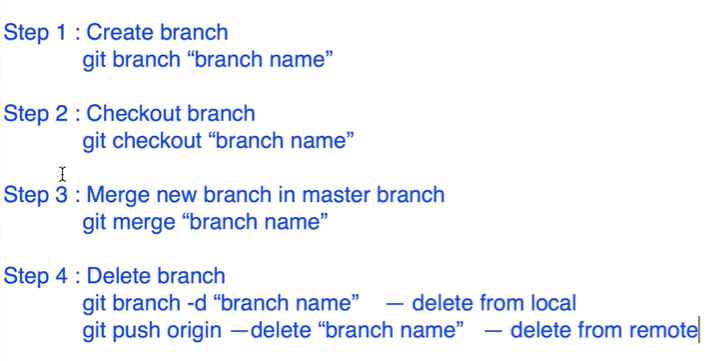 Step 1 : Create branch
git branch “branch name”
Step 2 : Checkout branch
git checkout “branch name”
Step 3 : Merge new branch in master branch
git merge “branch name”
Step 4 : Delete branch
git branch -d “branch name” — delete from local
git push origin —delete “branch name” — delete from remote